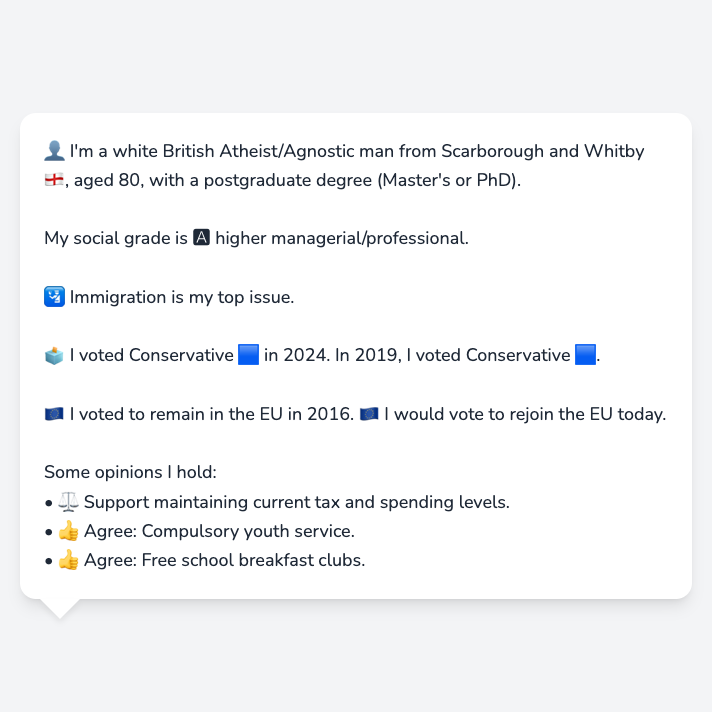 👤 I'm a white British Atheist/Agnostic man from Scarborough and Whitby
🏴󠁧󠁢󠁥󠁮󠁧󠁿, aged 80, with a postgraduate degree (Master's or PhD).
My social grade is 🅰 higher managerial/professional.
🛂 Immigration is my top issue.
🗳️ I voted Conservative 🟦 in 2024. In 2019, I voted Conservative 🟦.
🇪🇺 I voted to remain in the EU in 2016. 🇪🇺 I would vote to rejoin the EU today.
Some opinions I hold:
• ⚖️ Support maintaining current tax and spending levels.
• 👍 Agree: Compulsory youth service.
• 👍 Agree: Free school breakfast clubs.